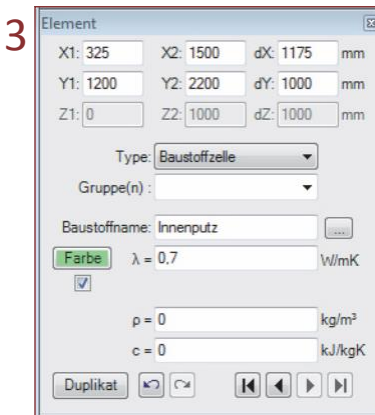 3
Element
X1: 325 X2: 1500 dX: 1175 mm
Y1: 1200 Y2: 2200 dY: 1000 mm
Z1: 0 Z2: 1000 dZ: 1000 mm
Type: Baustoffzelle
Gruppe(n) :
Baustoffname: Innenputz ...
Farbe λ = 0,7 W/mK
ρ = 0 kg/m³
c = 0 kJ/kgK
Duplikat